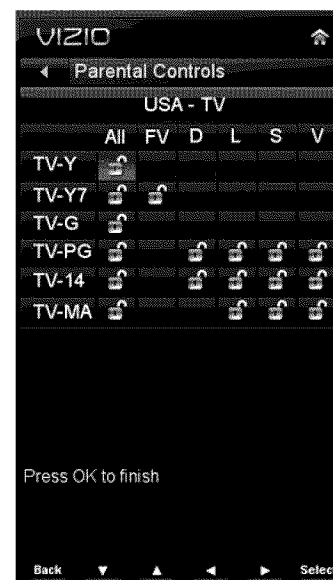 VIZIO
Parental Controls
USA - TV
All FV D L S V
TV-Y
TV-Y7
TV-G
TV-PG
TV-14
TV-MA
Press OK to finish
Back Select